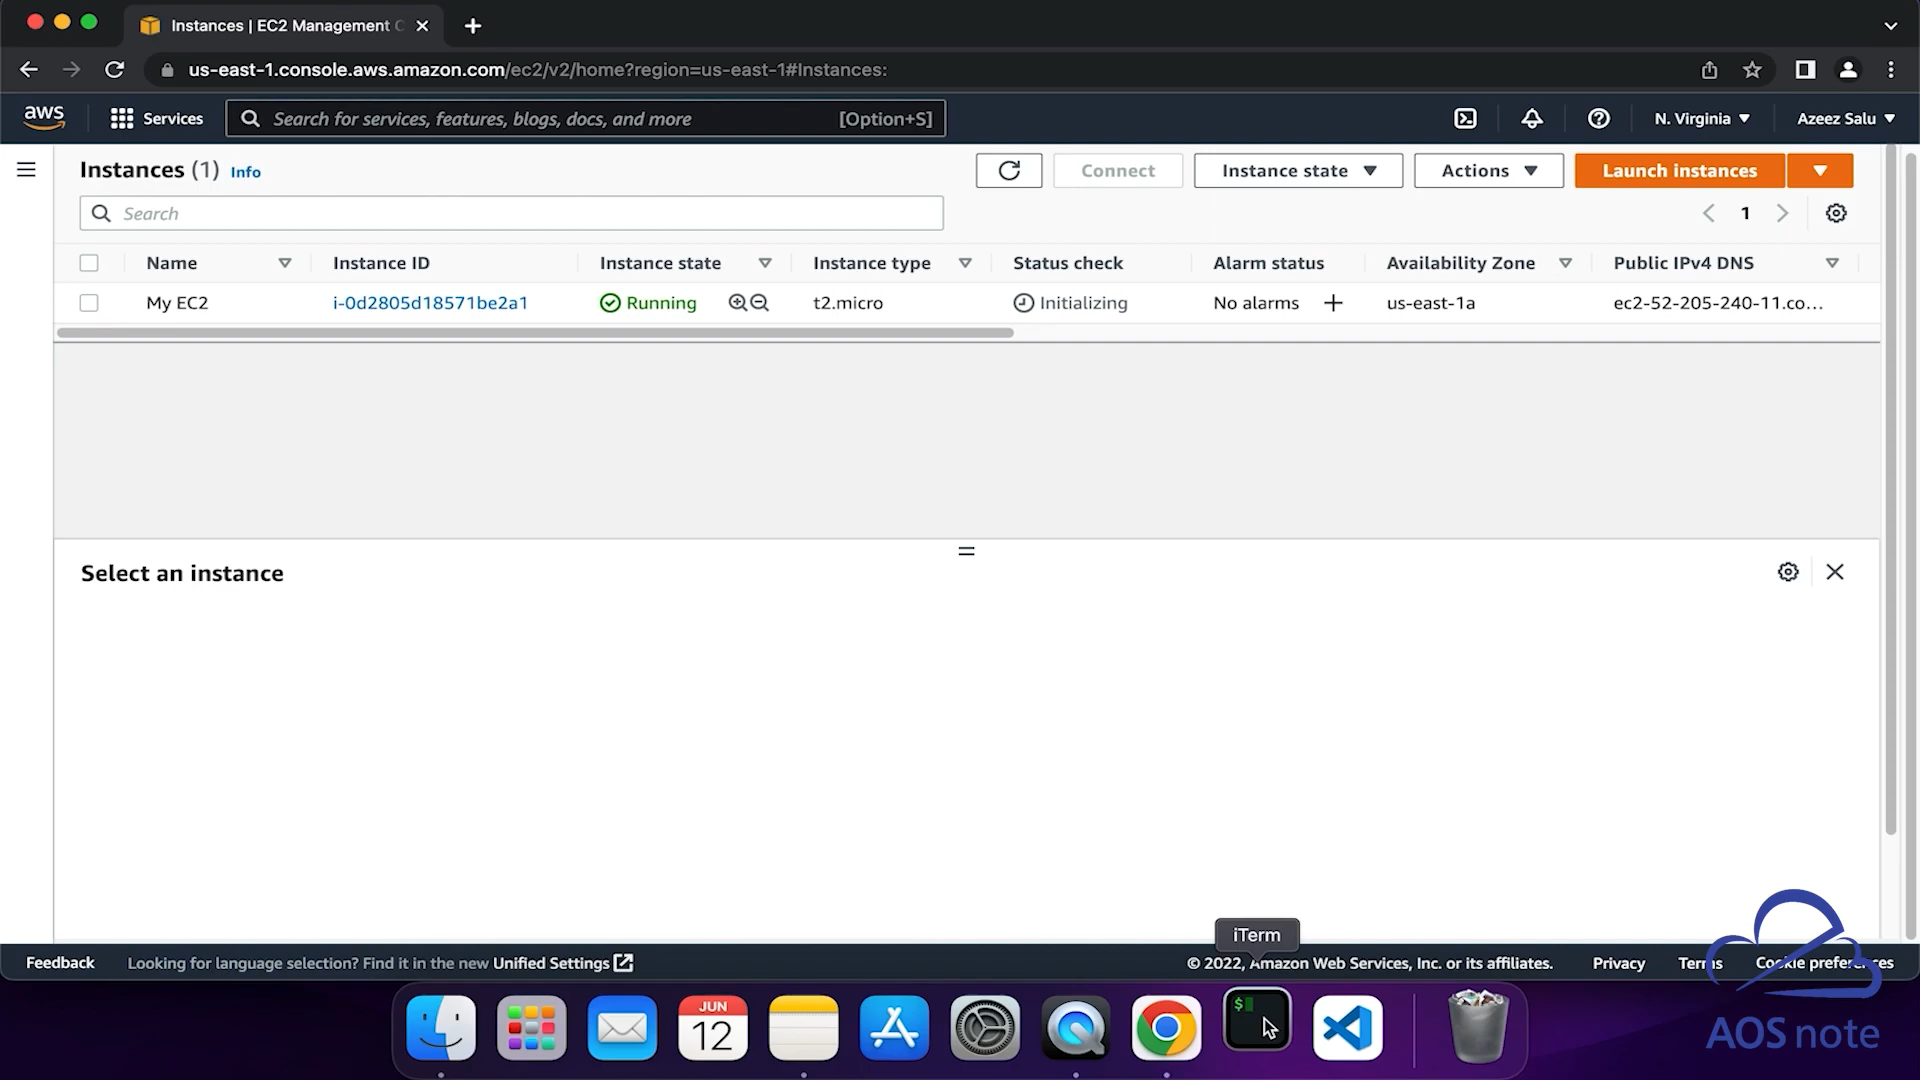 Instances | EC2 Management C
us-east-1.console.aws.amazon.com/ec2/v2/home?region=us-east-1#Instances:
aws Services Search for services, features, blogs, docs, and more [Option+S] N. Virginia Azeez Salu
Instances (1) Info Connect Instance state Actions Launch instances
Search 1
Name Instance ID Instance state Instance type Status check Alarm status Availability Zone Public IPv4 DNS
My EC2 i-0d2805d18571be2a1 Running t2.micro Initializing No alarms us-east-1a ec2-52-205-240-11.co...
Select an instance
iTerm
Feedback Looking for language selection? Find it in the new Unified Settings © 2022, Amazon Web Services, Inc. or its affiliates. Privacy Terms Cookie preferences
JUN
12
$
AOS note